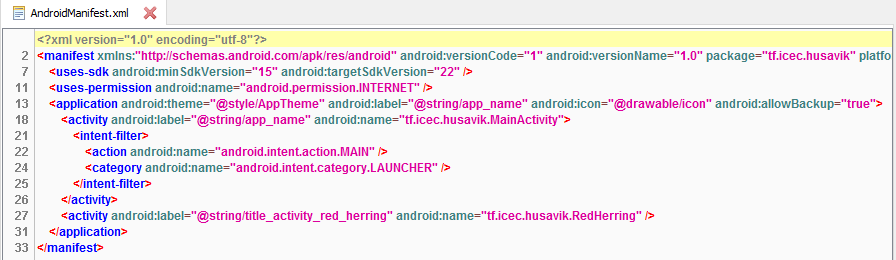 AndroidManifest.xml
<?xml version="1.0" encoding="utf-8"?>
2 <manifest xmlns:"http://schemas.android.com/apk/res/android" android:versionCode="1" android:versionName="1.0" package="tf.icec.husavik" platfo
7 <uses-sdk android:minSdkVersion="15" android:targetSdkVersion="22" />
11 <uses-permission android:name="android.permission.INTERNET" />
13 <application android:theme="@style/AppTheme" android:label="@string/app_name" android:icon="@drawable/icon" android:allowBackup="true">
18 <activity android:label="@string/app_name" android:name="tf.icec.husavik.MainActivity">
21 <intent-filter>
22 <action android:name="android.intent.action.MAIN" />
24 <category android:name="android.intent.category.LAUNCHER" />
25 </intent-filter>
26 </activity>
27 <activity android:label="@string/title_activity_red_herring" android:name="tf.icec.husavik.RedHerring" />
31 </application>
33 </manifest>